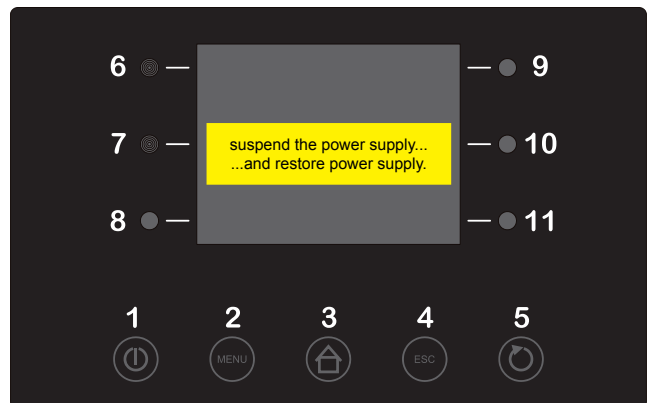 6 9
7 10
suspend the power supply...
...and restore power supply.
8 11
1 2 3 4 5
MENU ESC